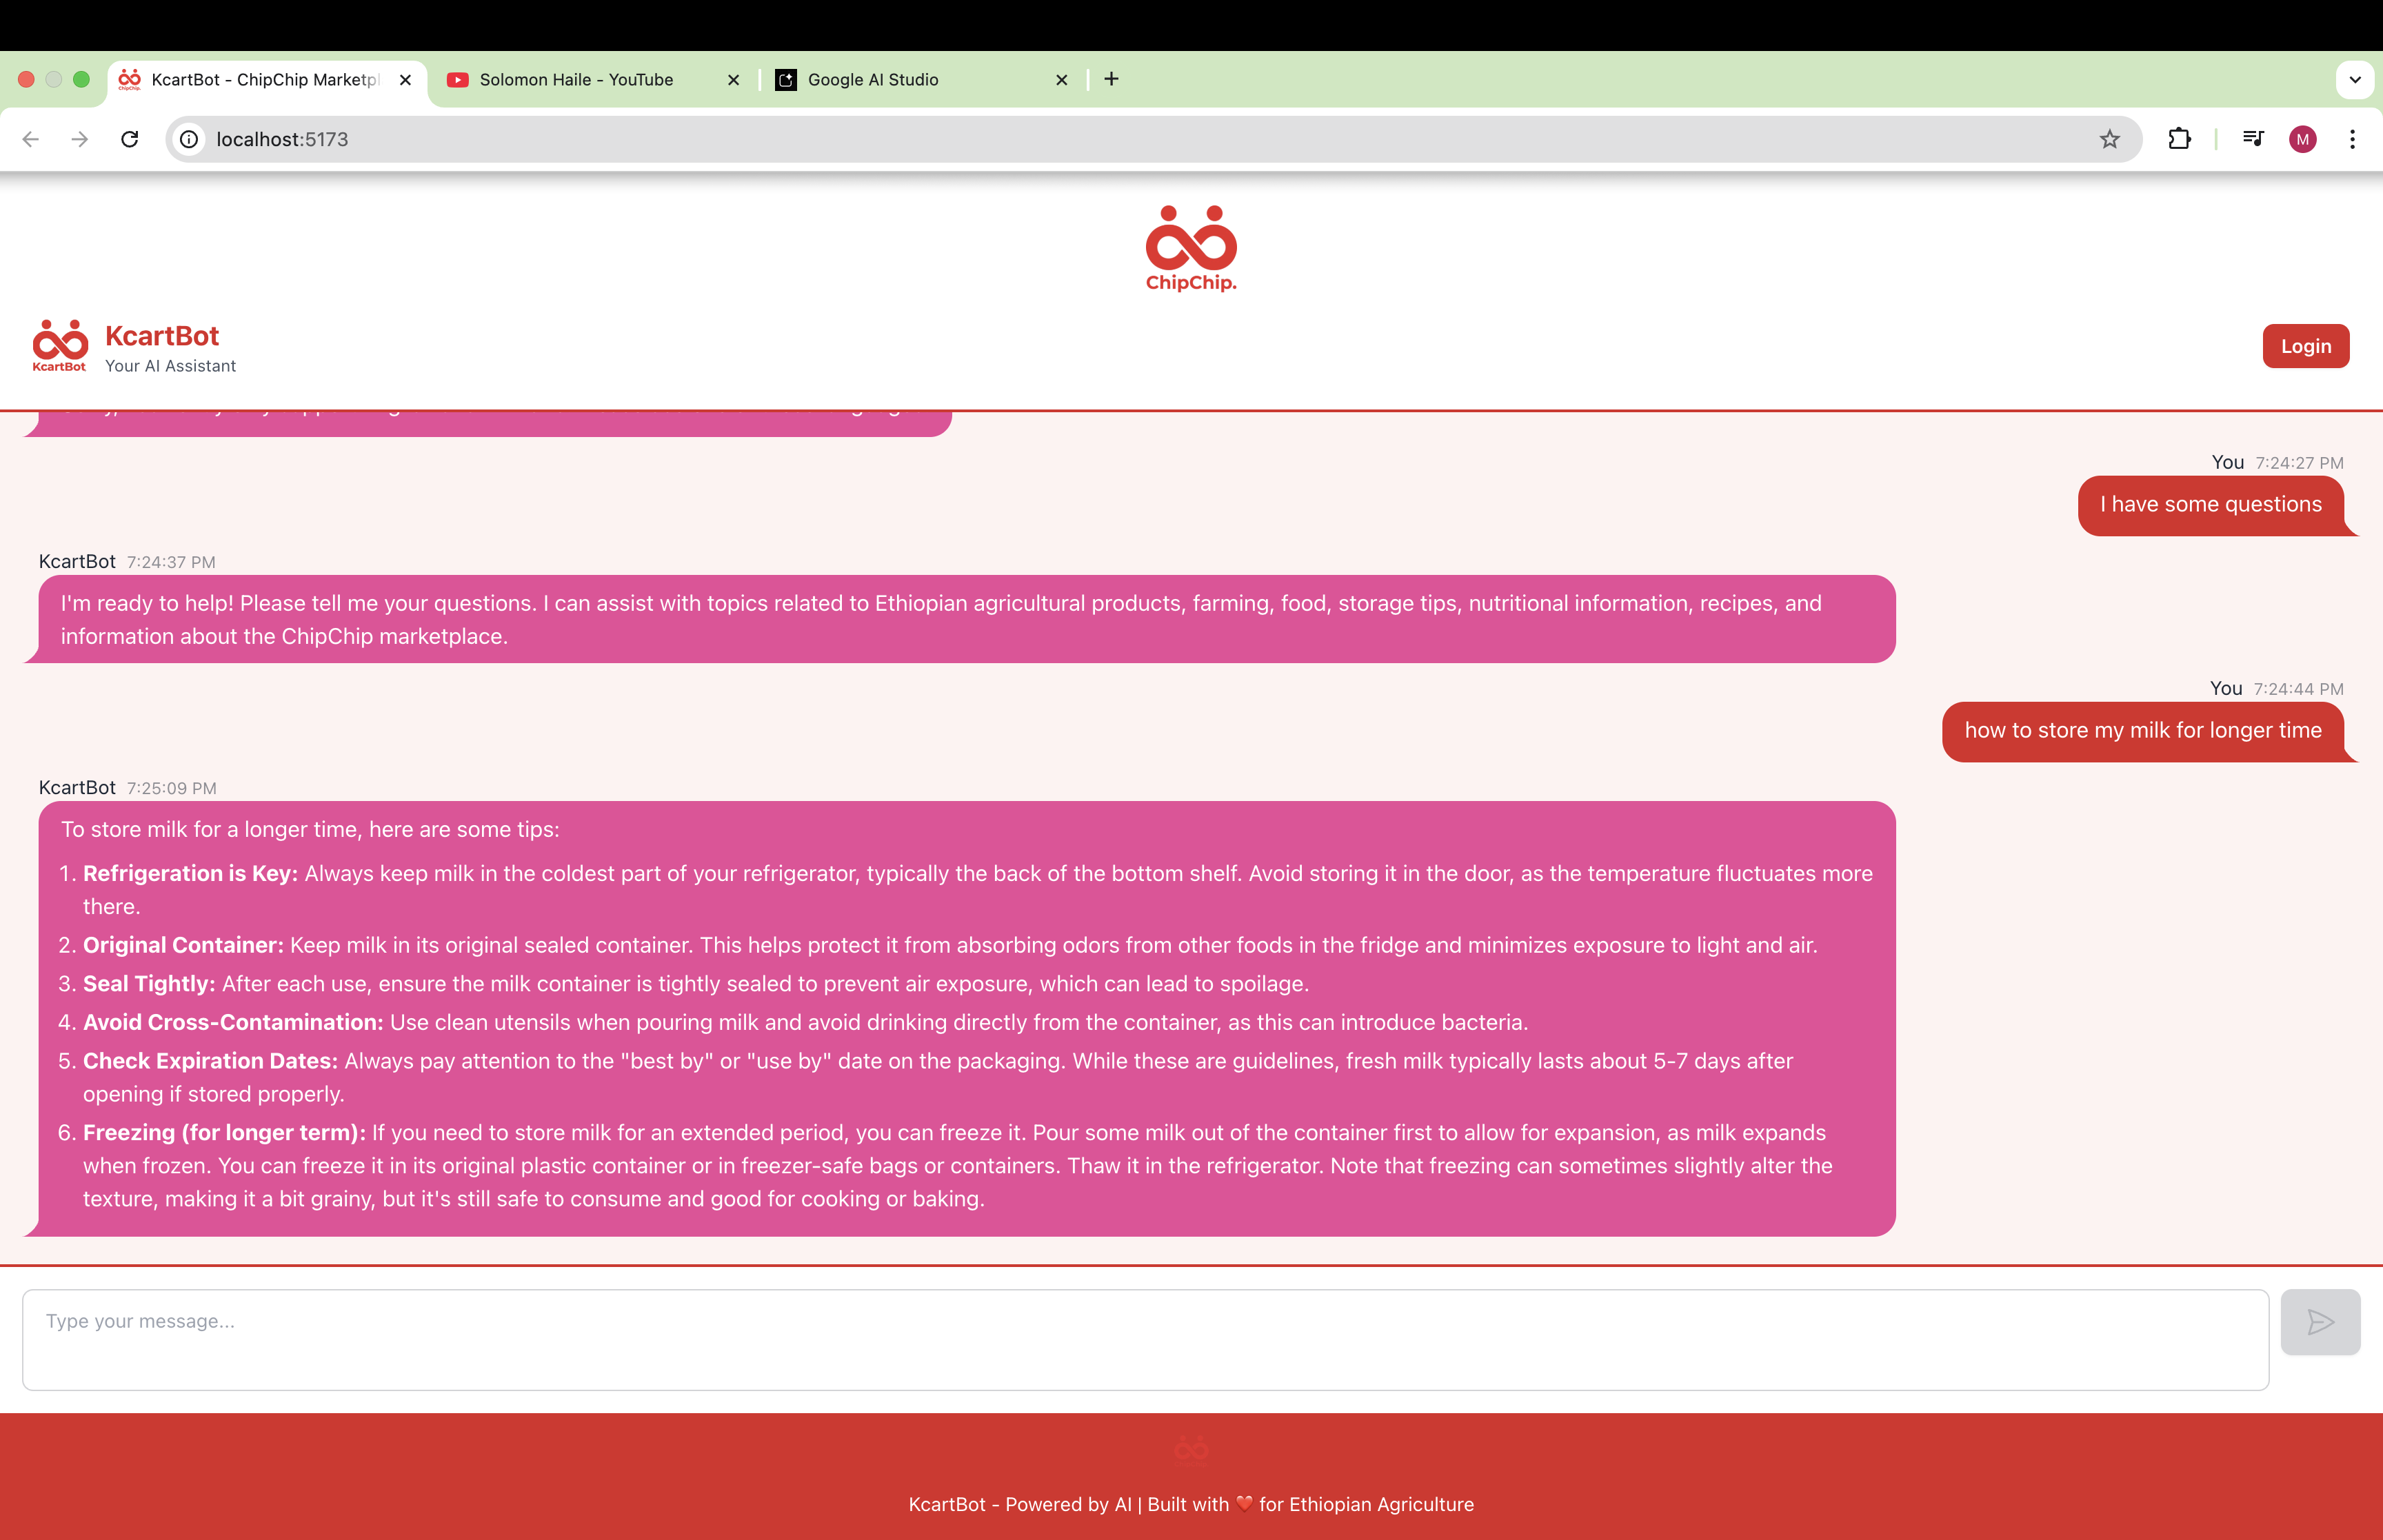 KcartBot - ChipChip Marketpl
Solomon Haile - YouTube
Google AI Studio
localhost:5173
M
ChipChip.
KcartBot
KcartBot
Your AI Assistant
Login
You 7:24:27 PM
I have some questions
KcartBot 7:24:37 PM
I'm ready to help! Please tell me your questions. I can assist with topics related to Ethiopian agricultural products, farming, food, storage tips, nutritional information, recipes, and
information about the ChipChip marketplace.
You 7:24:44 PM
how to store my milk for longer time
KcartBot 7:25:09 PM
To store milk for a longer time, here are some tips:
1. Refrigeration is Key: Always keep milk in the coldest part of your refrigerator, typically the back of the bottom shelf. Avoid storing it in the door, as the temperature fluctuates more
there.
2. Original Container: Keep milk in its original sealed container. This helps protect it from absorbing odors from other foods in the fridge and minimizes exposure to light and air.
3. Seal Tightly: After each use, ensure the milk container is tightly sealed to prevent air exposure, which can lead to spoilage.
4. Avoid Cross-Contamination: Use clean utensils when pouring milk and avoid drinking directly from the container, as this can introduce bacteria.
5. Check Expiration Dates: Always pay attention to the "best by" or "use by" date on the packaging. While these are guidelines, fresh milk typically lasts about 5-7 days after
opening if stored properly.
6. Freezing (for longer term): If you need to store milk for an extended period, you can freeze it. Pour some milk out of the container first to allow for expansion, as milk expands
when frozen. You can freeze it in its original plastic container or in freezer-safe bags or containers. Thaw it in the refrigerator. Note that freezing can sometimes slightly alter the
texture, making it a bit grainy, but it's still safe to consume and good for cooking or baking.
Type your message...
KcartBot - Powered by AI | Built with ❤️ for Ethiopian Agriculture